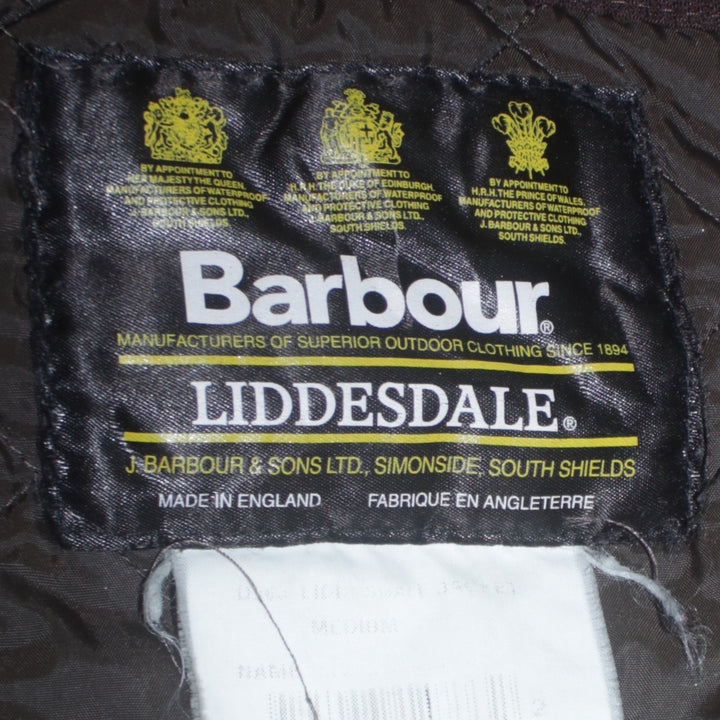 BY APPOINTMENT TO
HER MAJESTY THE QUEEN.
MANUFACTURERS OF WATERPROOF
AND PROTECTIVE CLOTHING
J. BARBOUR & SONS LTD.,
SOUTH SHIELDS.
BY APPOINTMENT TO
H.R.H. THE DUKE OF EDINBURGH.
MANUFACTURERS OF WATERPROOF
AND PROTECTIVE CLOTHING
J. BARBOUR & SONS LTD.,
SOUTH SHIELDS.
BY APPOINTMENT TO
H.R.H. THE PRINCE OF WALES.
MANUFACTURERS OF WATERPROOF
AND PROTECTIVE CLOTHING
J. BARBOUR & SONS LTD.,
SOUTH SHIELDS.
Barbour®
MANUFACTURERS OF SUPERIOR OUTDOOR CLOTHING SINCE 1894
LIDDESDALE®
J. BARBOUR & SONS LTD., SIMONSIDE, SOUTH SHIELDS
MADE IN ENGLAND FABRIQUE EN ANGLETERRE
MEDIUM
2